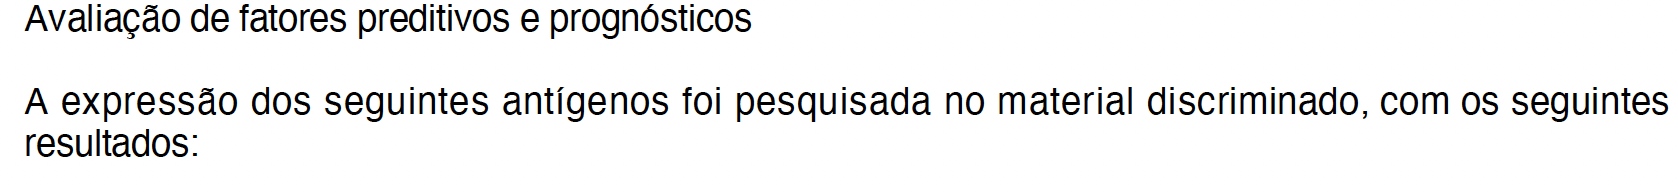 Avaliação de fatores preditivos e prognósticos
A expressão dos seguintes antígenos foi pesquisada no material discriminado, com os seguintes
resultados: